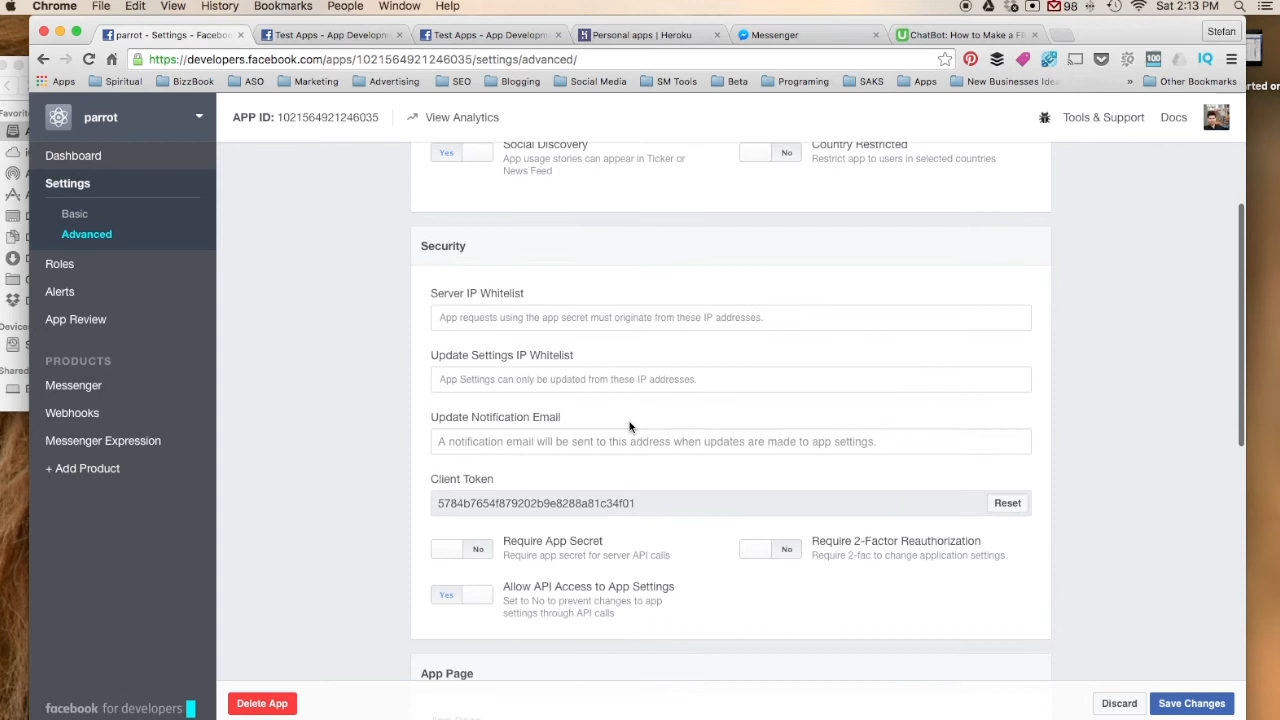 Chrome File Edit View History Bookmarks People Window Help 98 Sat 2:13 PM
parrot - Settings - Faceboo Test Apps - App Developm Test Apps - App Developm Personal apps | Heroku Messenger ChatBot: How to Make a F Stefan
https://developers.facebook.com/apps/1021564921246035/settings/advanced/
Apps Spiritual BizzBook ASO Marketing Advertising SEO Blogging Social Media SM Tools Beta Programing SAKS Apps New Businesses Idea » Other Bookmarks
parrot
APP ID: 1021564921246035 View Analytics Tools & Support Docs
Dashboard
Settings
Basic
Advanced
Roles
Alerts
App Review
PRODUCTS
Messenger
Webhooks
Messenger Expression
+ Add Product
facebook for developers
Yes
Social Discovery
App usage stories can appear in Ticker or
News Feed
No
Country Restricted
Restrict app to users in selected countries
Security
Server IP Whitelist
App requests using the app secret must originate from these IP addresses.
Update Settings IP Whitelist
App Settings can only be updated from these IP addresses.
Update Notification Email
A notification email will be sent to this address when updates are made to app settings.
Client Token
5784b7654f879202b9e8288a81c34f01 Reset
No
Require App Secret
Require app secret for server API calls
No
Require 2-Factor Reauthorization
Require 2-fac to change application settings
Yes
Allow API Access to App Settings
Set to No to prevent changes to app
settings through API calls
App Page
Delete App Discard Save Changes
Favorite
Devices
Shared
rted on